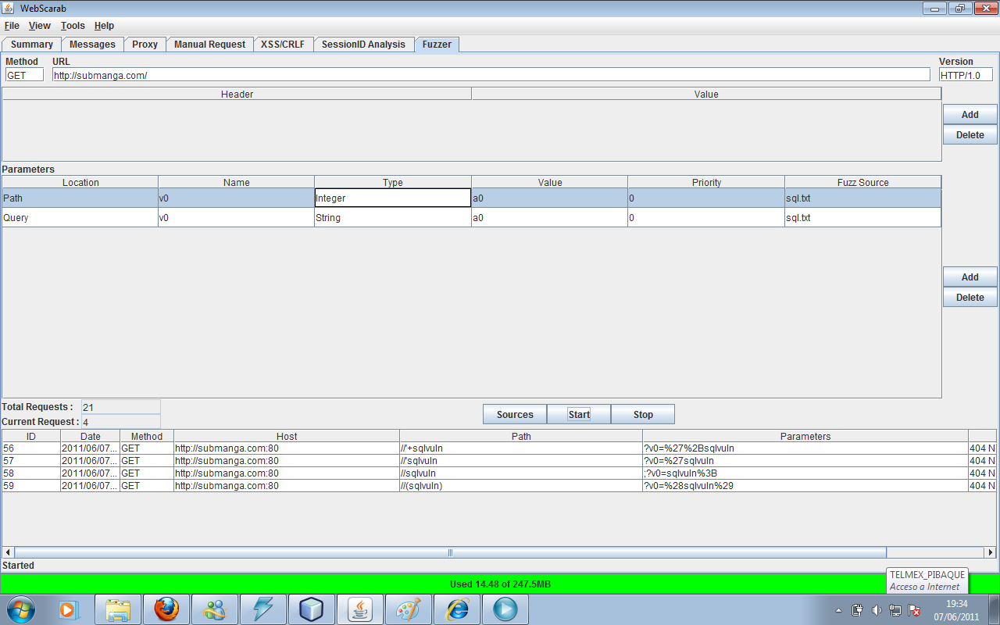 WebScarab
File View Tools Help
Summary Messages Proxy Manual Request XSS/CRLF SessionID Analysis Fuzzer
Method URL Version
GET http://submanga.com/ HTTP/1.0
Header Value
Add
Delete
Parameters
Location Name Type Value Priority Fuzz Source
Path v0 Integer a0 0 sql.txt
Query v0 String a0 0 sql.txt
Add
Delete
Total Requests : 21
Current Request : 4
Sources Start Stop
ID Date Method Host Path Parameters
56 2011/06/07... GET http://submanga.com:80 //'+sqlvuln ?v0=%27%2Bsqlvuln 404 N
57 2011/06/07... GET http://submanga.com:80 //'sqlvuln ?v0=%27sqlvuln 404 N
58 2011/06/07... GET http://submanga.com:80 //sqlvuln ;?v0=sqlvuln%3B 404 N
59 2011/06/07... GET http://submanga.com:80 //(sqlvuln) ?v0=%28sqlvuln%29 404 N
Started
Used 14.48 of 247.5MB
TELMEX_PIBAQUE
Acceso a Internet
19:34
07/06/2011